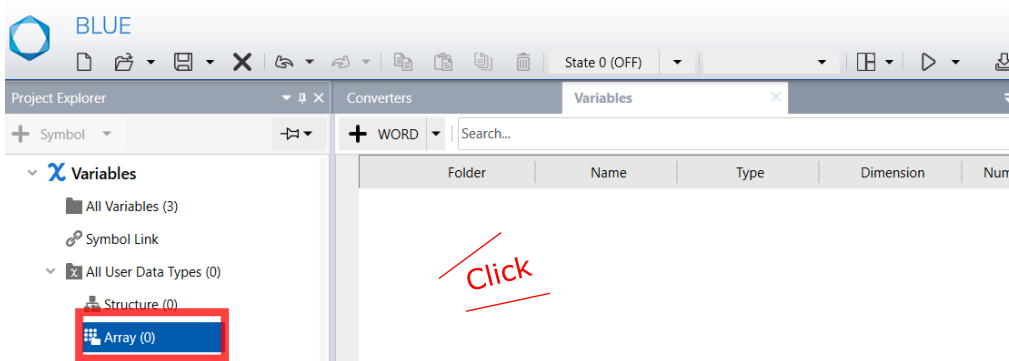 BLUE
State 0 (OFF)
Project Explorer
Converters
Variables
Symbol
WORD
Search...
Variables
Folder
Name
Type
Dimension
Num
All Variables (3)
Symbol Link
All User Data Types (0)
Structure (0)
Array (0)
Click